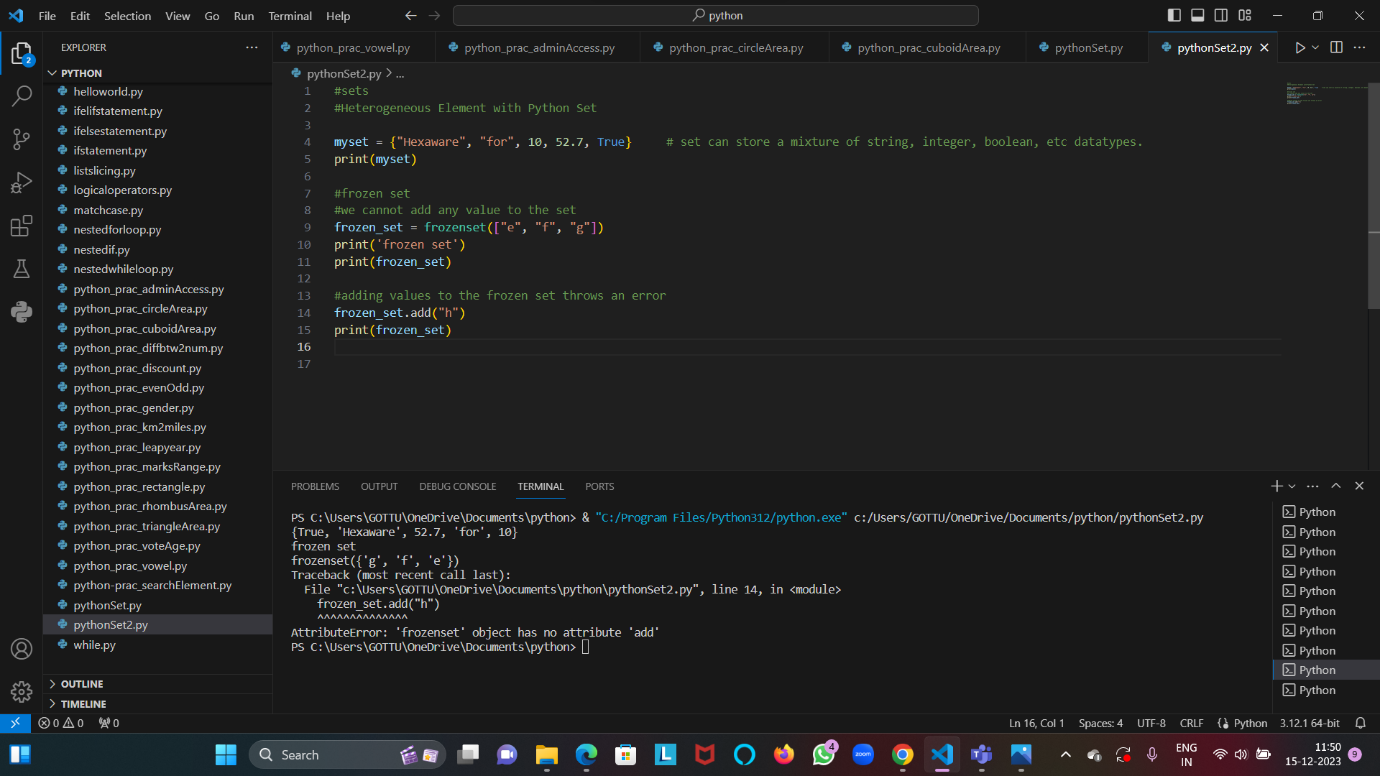 File Edit Selection View Go Run Terminal Help python
EXPLORER
python_prac_vowel.py python_prac_adminAccess.py python_prac_circleArea.py python_prac_cuboidArea.py pythonSet.py pythonSet2.py
PYTHON
helloworld.py
ifelifstatement.py
ifelsestatement.py
ifstatement.py
listslicing.py
logicaloperators.py
matchcase.py
nestedforloop.py
nestedif.py
nestedwhileloop.py
python_prac_adminAccess.py
python_prac_circleArea.py
python_prac_cuboidArea.py
python_prac_diffbtw2num.py
python_prac_discount.py
python_prac_evenOdd.py
python_prac_gender.py
python_prac_km2miles.py
python_prac_leapyear.py
python_prac_marksRange.py
python_prac_rectangle.py
python_prac_rhombusArea.py
python_prac_triangleArea.py
python_prac_voteAge.py
python_prac_vowel.py
python-prac_searchElement.py
pythonSet.py
pythonSet2.py
while.py
OUTLINE
TIMELINE
2
pythonSet2.py > ...
1 #sets
2 #Heterogeneous Element with Python Set
3
4 myset = {"Hexaware", "for", 10, 52.7, True} # set can store a mixture of string, integer, boolean, etc datatypes.
5 print(myset)
6
7 #frozen set
8 #we cannot add any value to the set
9 frozen_set = frozenset(["e", "f", "g"])
10 print('frozen set')
11 print(frozen_set)
12
13 #adding values to the frozen set throws an error
14 frozen_set.add("h")
15 print(frozen_set)
16
17
PROBLEMS OUTPUT DEBUG CONSOLE TERMINAL PORTS
PS C:\Users\GOTTU\OneDrive\Documents\python> & "C:/Program Files/Python312/python.exe" c:/Users/GOTTU/OneDrive/Documents/python/pythonSet2.py
{True, 'Hexaware', 52.7, 'for', 10}
frozen set
frozenset({'g', 'f', 'e'})
Traceback (most recent call last):
File "c:\Users\GOTTU\OneDrive\Documents\python\pythonSet2.py", line 14, in <module>
frozen_set.add("h")
^^^^^^^^^^^^^^
AttributeError: 'frozenset' object has no attribute 'add'
PS C:\Users\GOTTU\OneDrive\Documents\python>
Python
Python
Python
Python
Python
Python
Python
Python
Python
Python
0 0 0 Ln 16, Col 1 Spaces: 4 UTF-8 CRLF Python 3.12.1 64-bit
Search L zoom 4 ENG IN 11:50 15-12-2023 9